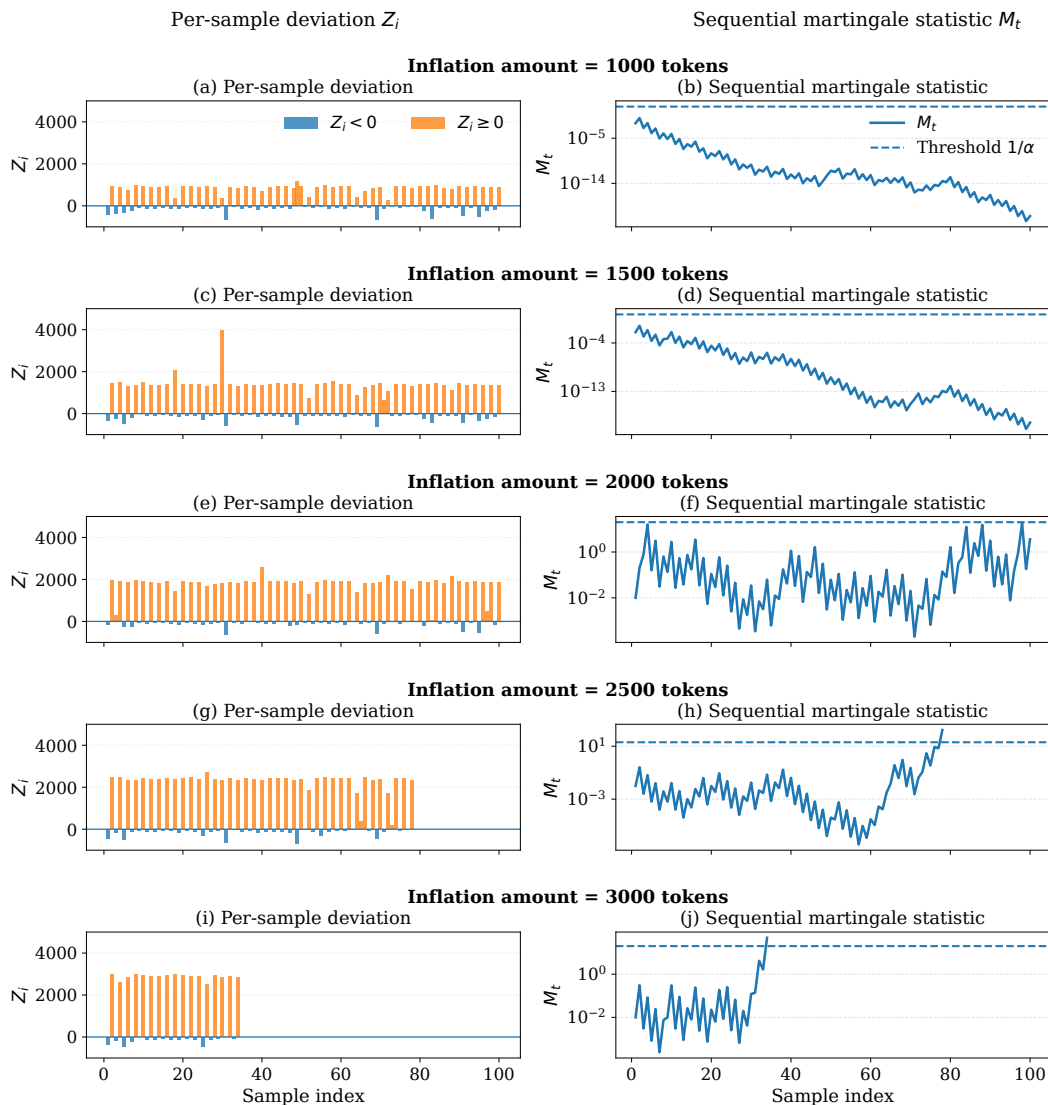 Per-sample deviation Z_i
Sequential martingale statistic M_t
Inflation amount = 1000 tokens
(a) Per-sample deviation
(b) Sequential martingale statistic
Z_i
4000
2000
0
Z_i < 0
Z_i ≥ 0
M_t
10^−5
10^−14
M_t
Threshold 1/α
Inflation amount = 1500 tokens
(c) Per-sample deviation
(d) Sequential martingale statistic
Z_i
4000
2000
0
M_t
10^−4
10^−13
Inflation amount = 2000 tokens
(e) Per-sample deviation
(f) Sequential martingale statistic
Z_i
4000
2000
0
M_t
10^0
10^−2
Inflation amount = 2500 tokens
(g) Per-sample deviation
(h) Sequential martingale statistic
Z_i
4000
2000
0
M_t
10^1
10^−3
Inflation amount = 3000 tokens
(i) Per-sample deviation
(j) Sequential martingale statistic
Z_i
4000
2000
0
M_t
10^0
10^−2
0 20 40 60 80 100
Sample index
0 20 40 60 80 100
Sample index